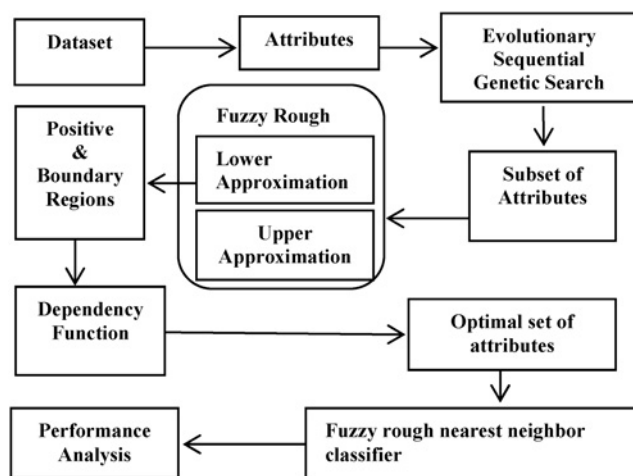 Dataset
Attributes
Evolutionary
Sequential
Genetic Search
Positive
&
Boundary
Regions
Fuzzy Rough
Lower
Approximation
Upper
Approximation
Subset of
Attributes
Dependency
Function
Optimal set of
attributes
Performance
Analysis
Fuzzy rough nearest neighbor
classifier